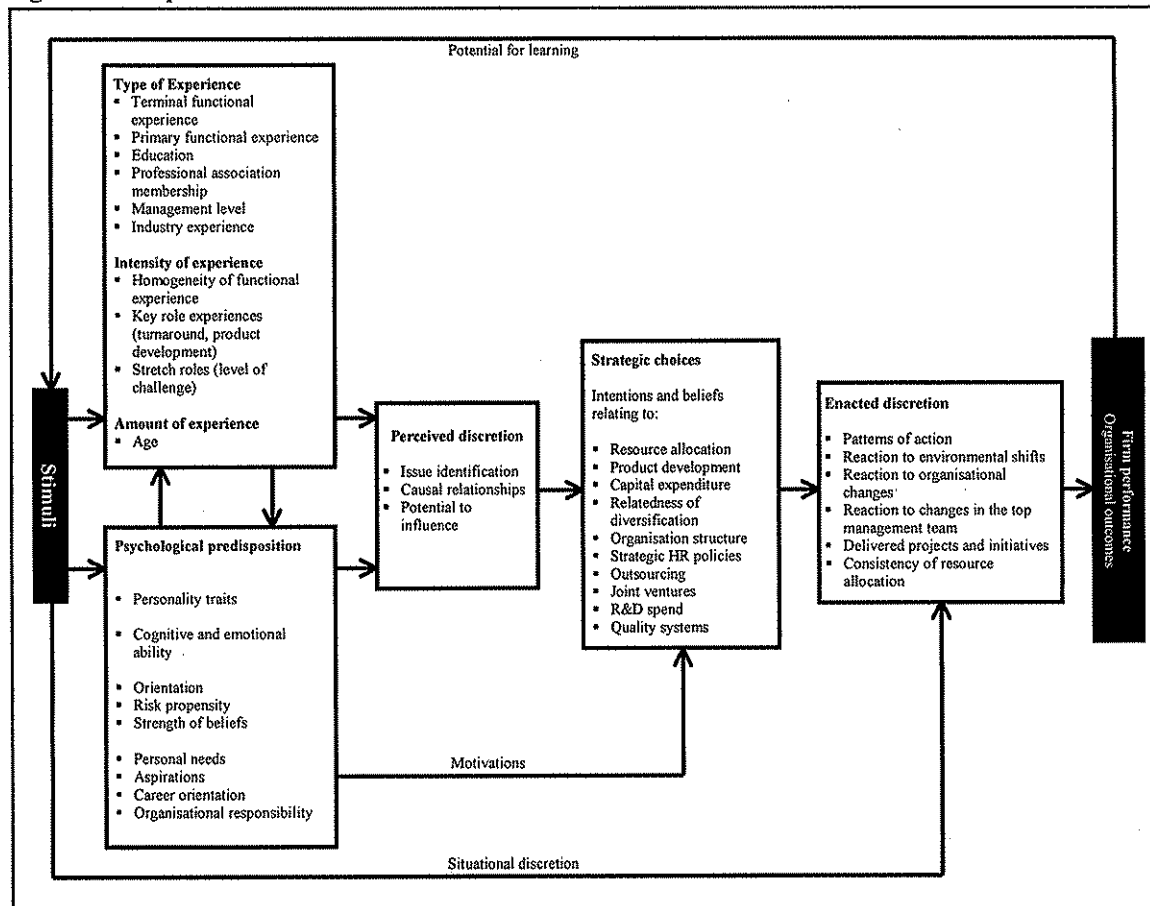 Potential for learning
Type of Experience
▪ Terminal functional
experience
▪ Primary functional experience
▪ Education
▪ Professional association
membership
▪ Management level
▪ Industry experience
Intensity of experience
▪ Homogeneity of functional
experience
▪ Key role experiences
(turnaround, product
development)
▪ Stretch roles (level of
challenge)
Amount of experience
▪ Age
Stimuli
Psychological predisposition
▪ Personality traits
▪ Cognitive and emotional
ability
▪ Orientation
▪ Risk propensity
▪ Strength of beliefs
▪ Personal needs
▪ Aspirations
▪ Career orientation
▪ Organisational responsibility
Perceived discretion
▪ Issue identification
▪ Causal relationships
▪ Potential to
influence
Strategic choices
Intentions and beliefs
relating to:
▪ Resource allocation
▪ Product development
▪ Capital expenditure
▪ Relatedness of
diversification
▪ Organisation structure
▪ Strategic HR policies
▪ Outsourcing
▪ Joint ventures
▪ R&D spend
▪ Quality systems
Enacted discretion
▪ Patterns of action
▪ Reaction to environmental shifts
▪ Reaction to organisational
changes
▪ Reaction to changes in the top
management team
▪ Delivered projects and initiatives
▪ Consistency of resource
allocation
Firm performance
Organisational outcomes
Motivations
Situational discretion